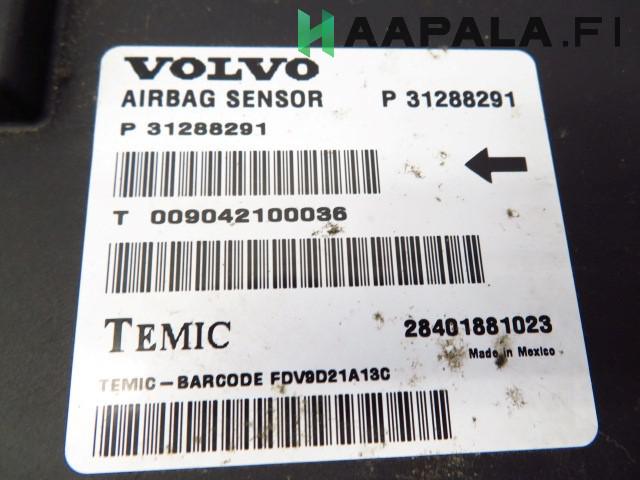 HAAPALA.FI
VOLVO
AIRBAG SENSOR P 31288291
P 31288291
T 009042100036
TEMIC 28401881023
Made in Mexico
TEMIC-BARCODE FDV9D21A13C